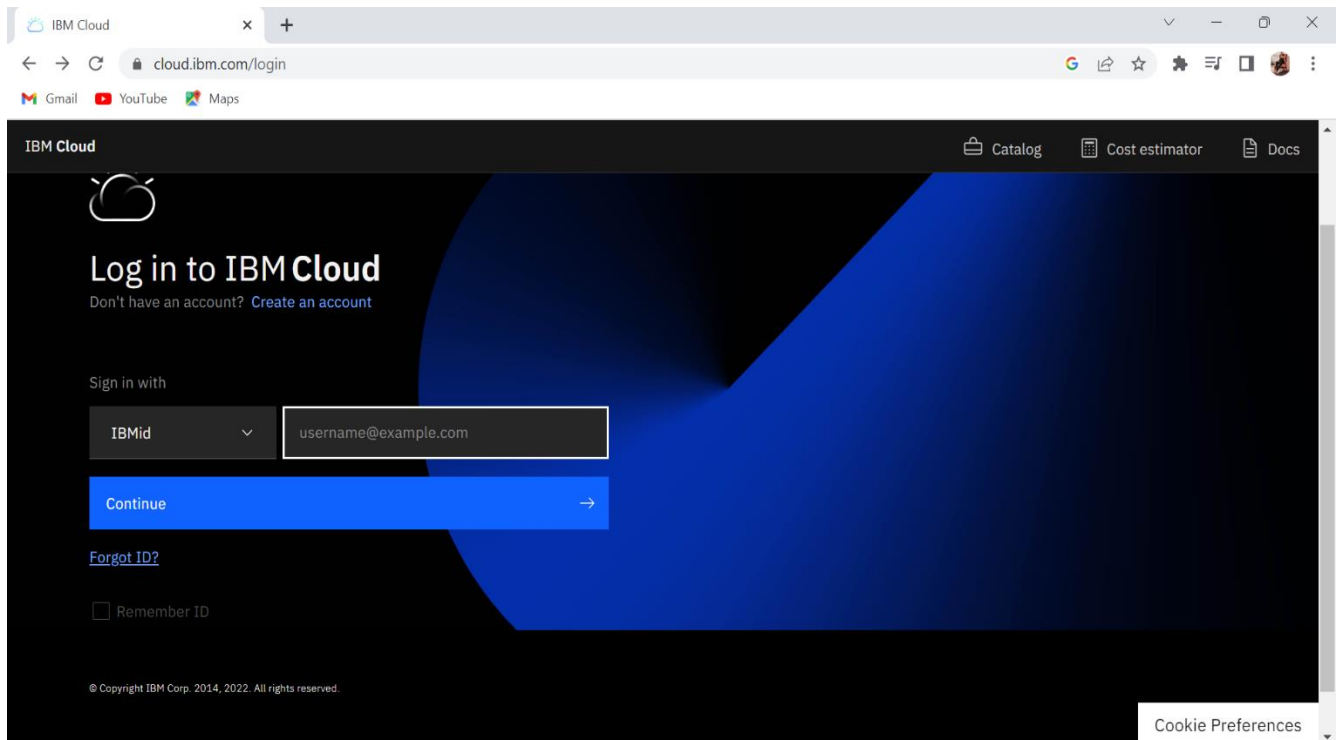 IBM Cloud
cloud.ibm.com/login
Gmail YouTube Maps
IBM Cloud Catalog Cost estimator Docs
Log in to IBM Cloud
Don't have an account? Create an account
Sign in with
IBMid username@example.com
Continue
Forgot ID?
Remember ID
© Copyright IBM Corp. 2014, 2022. All rights reserved.
Cookie Preferences